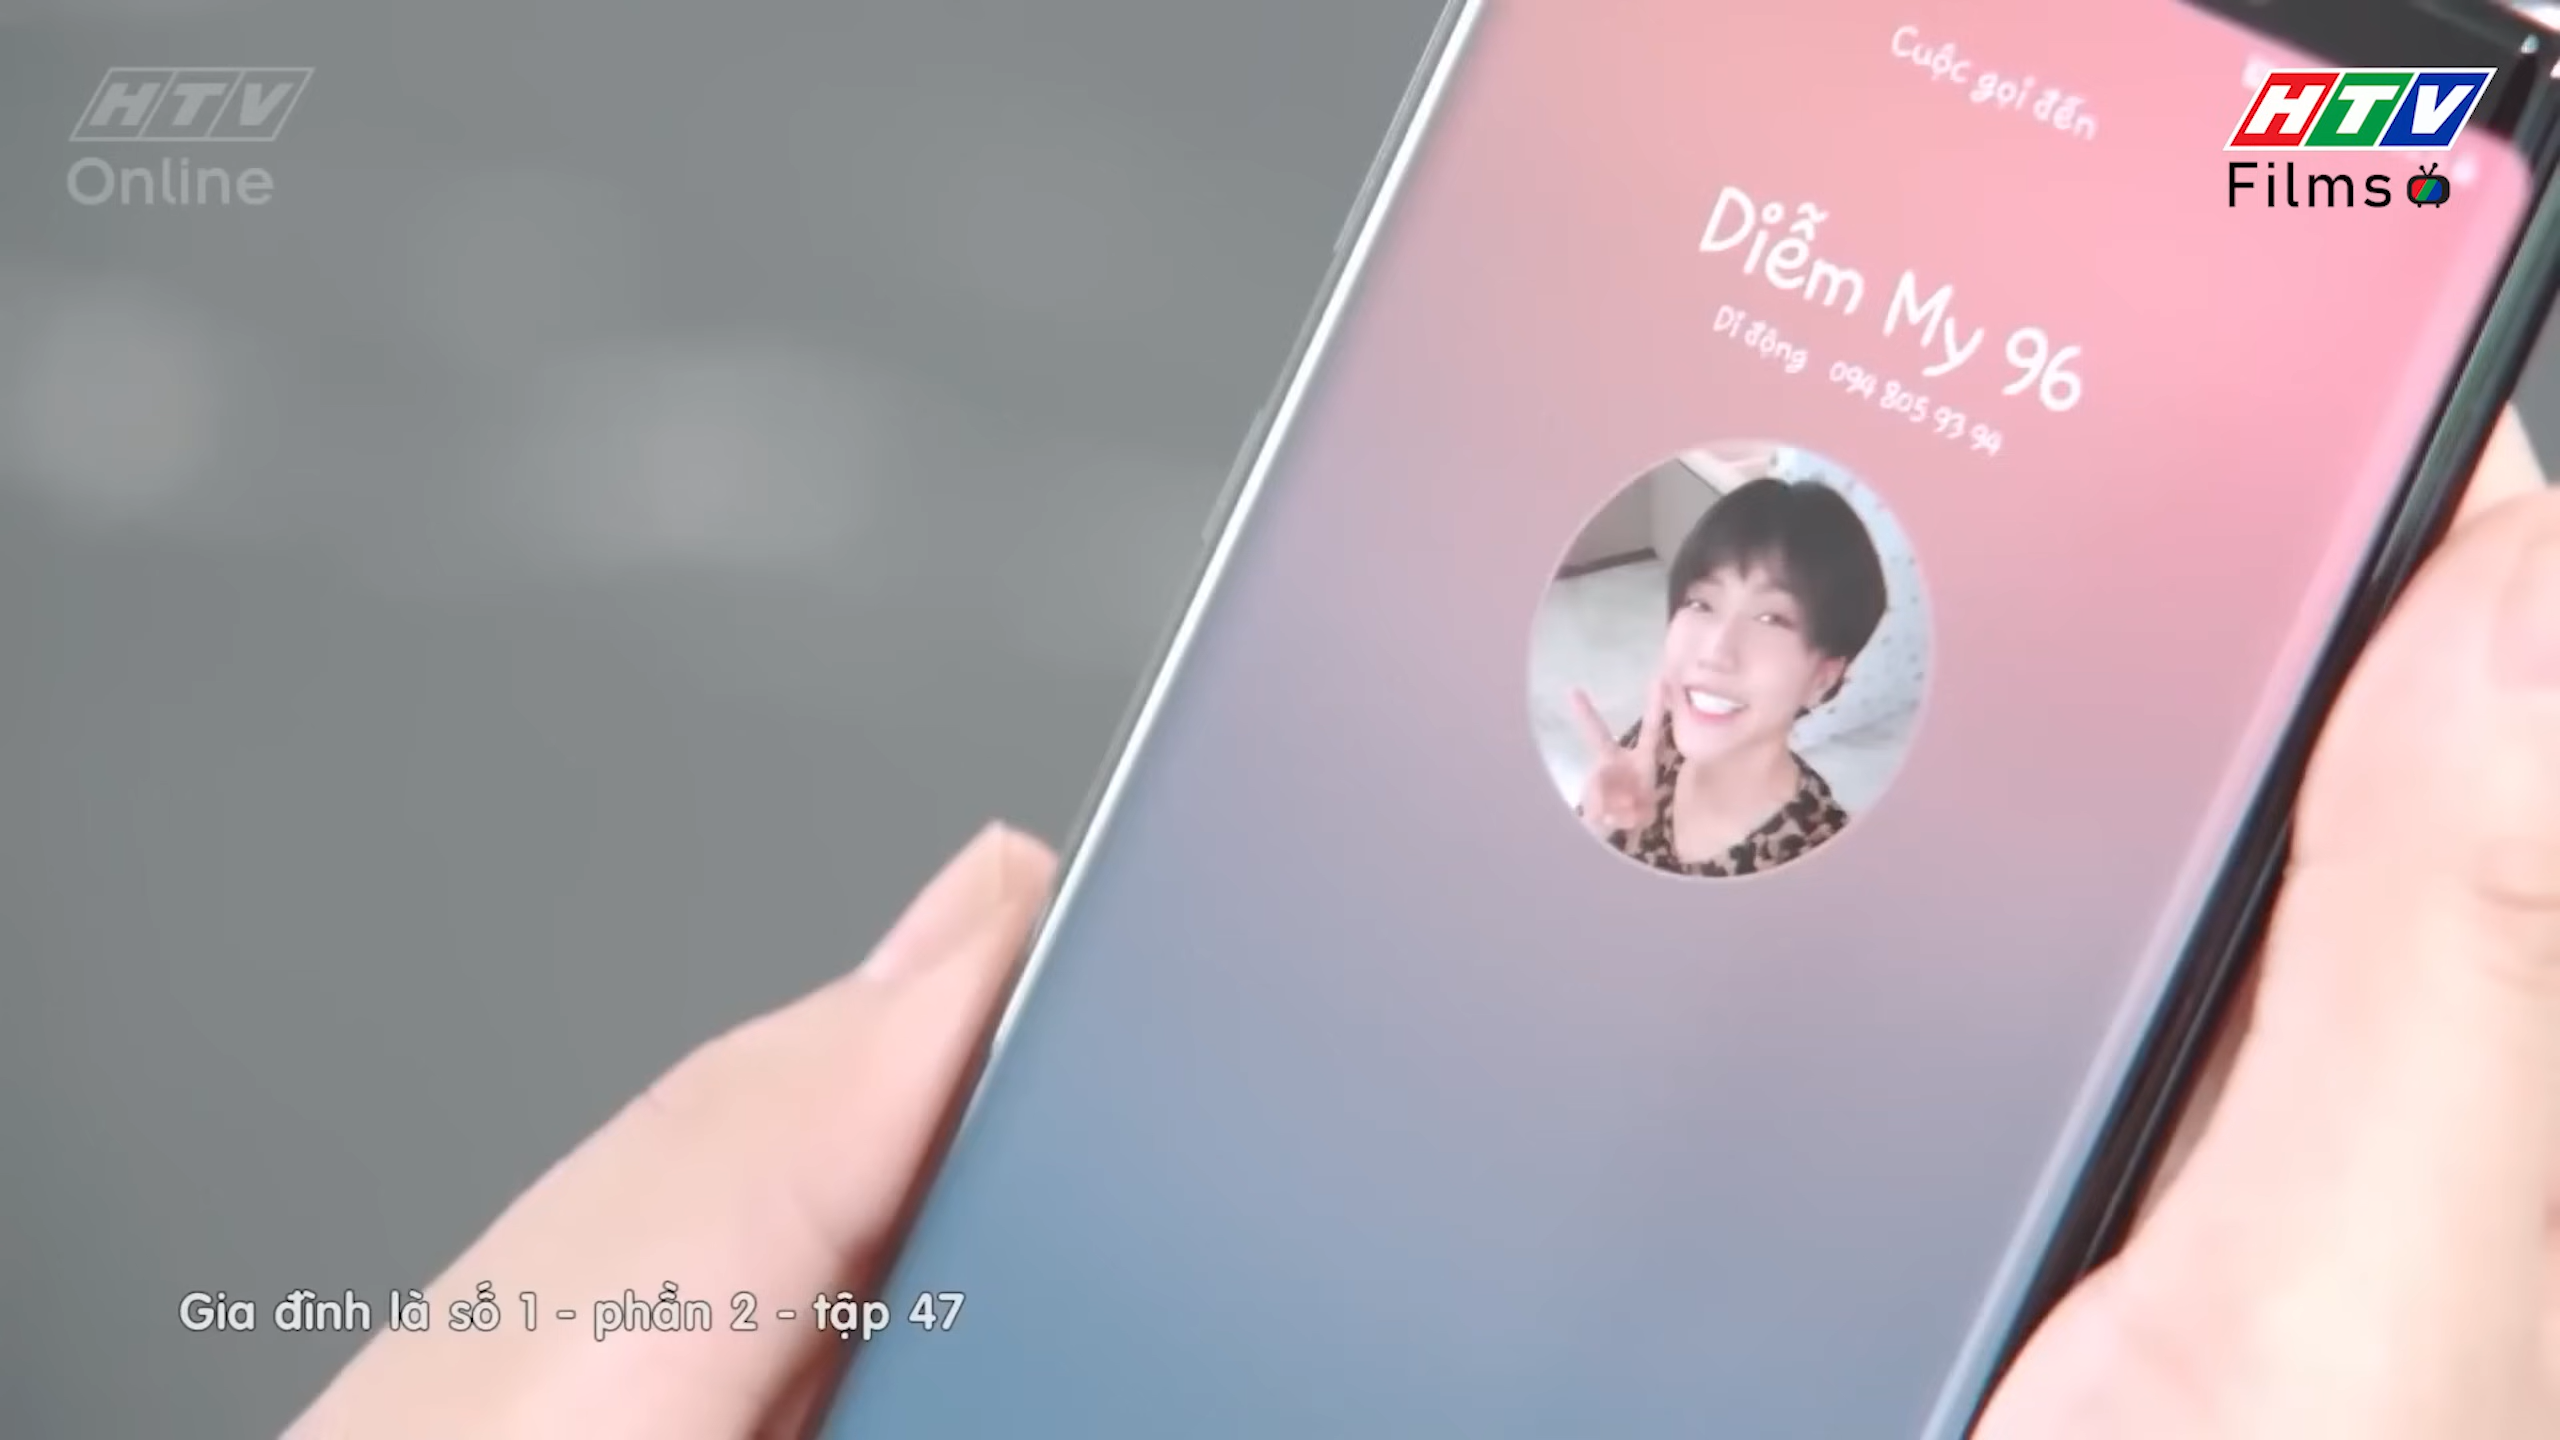 HTV
Online
HTV
Films
Cuộc gọi đến
Diễm My 96
Di động 094 805 93 94
Gia đình là số 1 - phần 2 - tập 47